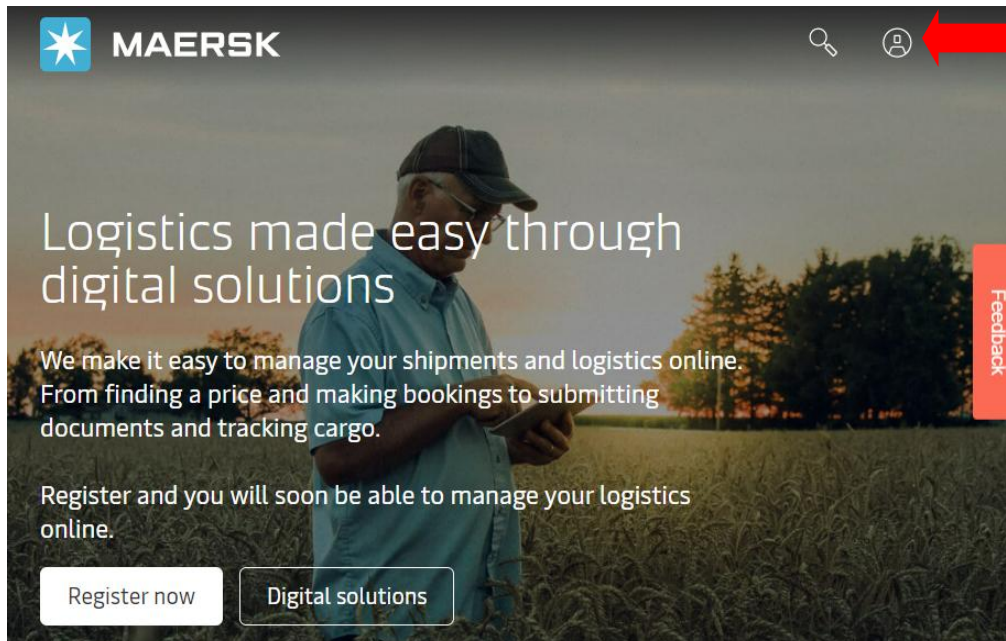 MAERSK
Logistics made easy through
digital solutions
Feedback
We make it easy to manage your shipments and logistics online.
From finding a price and making bookings to submitting
documents and tracking cargo.
Register and you will soon be able to manage your logistics
online.
Register now
Digital solutions